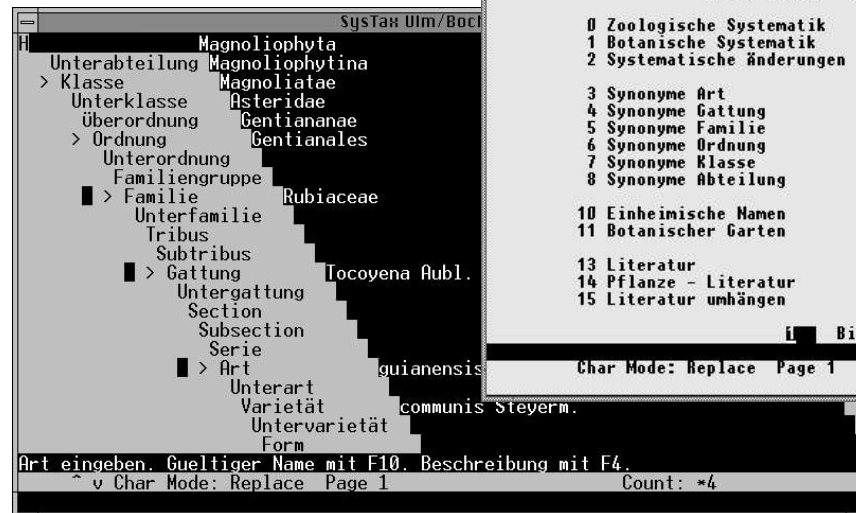 SysTax Ulm/Boc
H Magnoliophyta
Unterabteilung Magnoliophytina
> Klasse Magnoliatae
Unterklasse Asteridae
Überordnung Gentiananae
> Ordnung Gentianales
Unterordnung
Familiengruppe
> Familie Rubiaceae
Unterfamilie
Tribus
Subtribus
> Gattung Tocoyena Aubl.
Untergattung
Section
Subsection
Serie
> Art guianensis
Unterart
Varietät communis Steyerm.
Untervarietät
Form
Art eingeben. Gueltiger Name mit F10. Beschreibung mit F4.
^ v Char Mode: Replace Page 1 Count: *4
0 Zoologische Systematik
1 Botanische Systematik
2 Systematische Änderungen
3 Synonyme Art
4 Synonyme Gattung
5 Synonyme Familie
6 Synonyme Ordnung
7 Synonyme Klasse
8 Synonyme Abteilung
10 Einheimische Namen
11 Botanischer Garten
13 Literatur
14 Pflanze - Literatur
15 Literatur umhängen
1 Bi
Char Mode: Replace Page 1